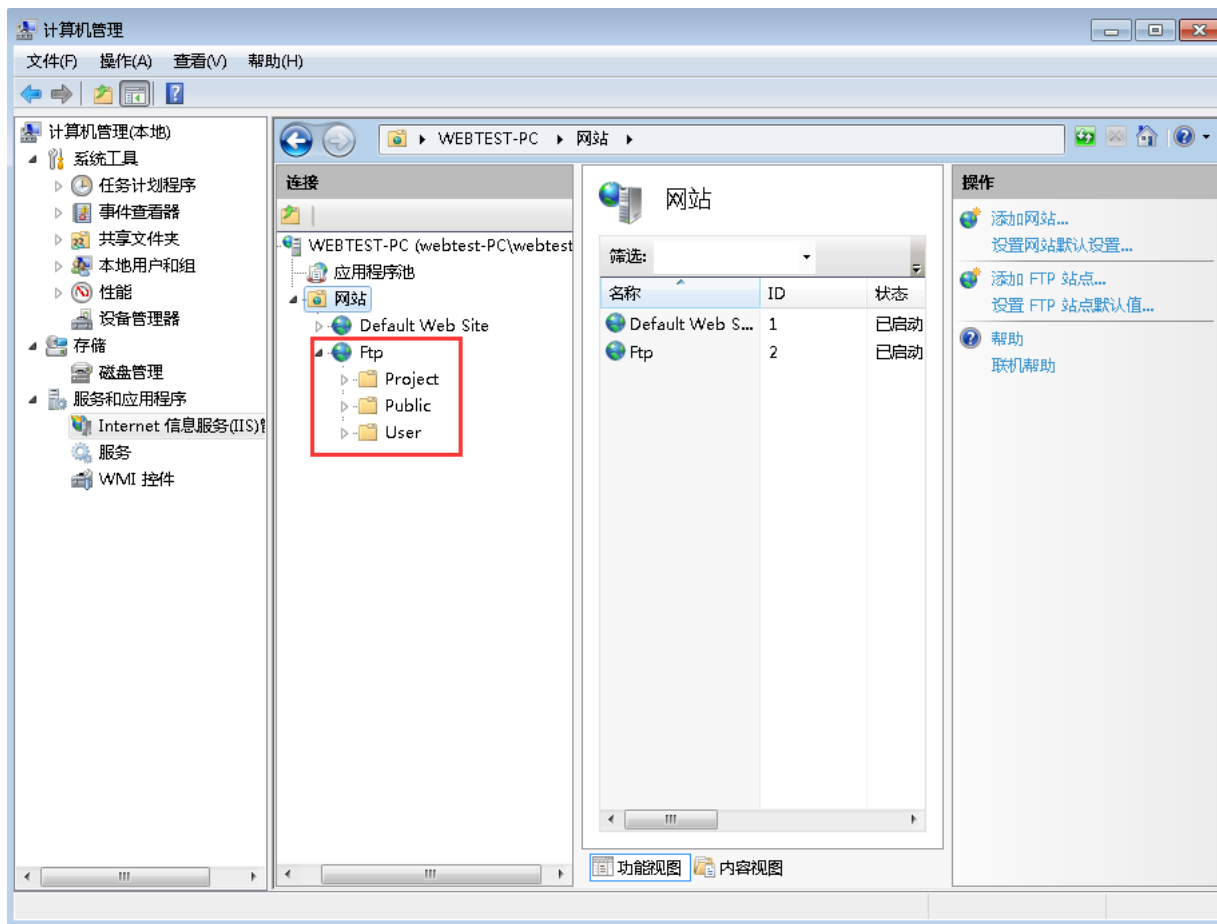 计算机管理
文件(F) 操作(A) 查看(V) 帮助(H)
计算机管理(本地)
系统工具
任务计划程序
事件查看器
共享文件夹
本地用户和组
性能
设备管理器
存储
磁盘管理
服务和应用程序
Internet 信息服务(IIS)管
服务
WMI 控件
WEBTEST-PC 网站
连接
WEBTEST-PC (webtest-PC\webtest
应用程序池
网站
Default Web Site
Ftp
Project
Public
User
网站
筛选:
名称 ID 状态
Default Web S... 1 已启动
Ftp 2 已启动
功能视图 内容视图
操作
添加网站...
设置网站默认设置...
添加 FTP 站点...
设置 FTP 站点默认值...
帮助
联机帮助